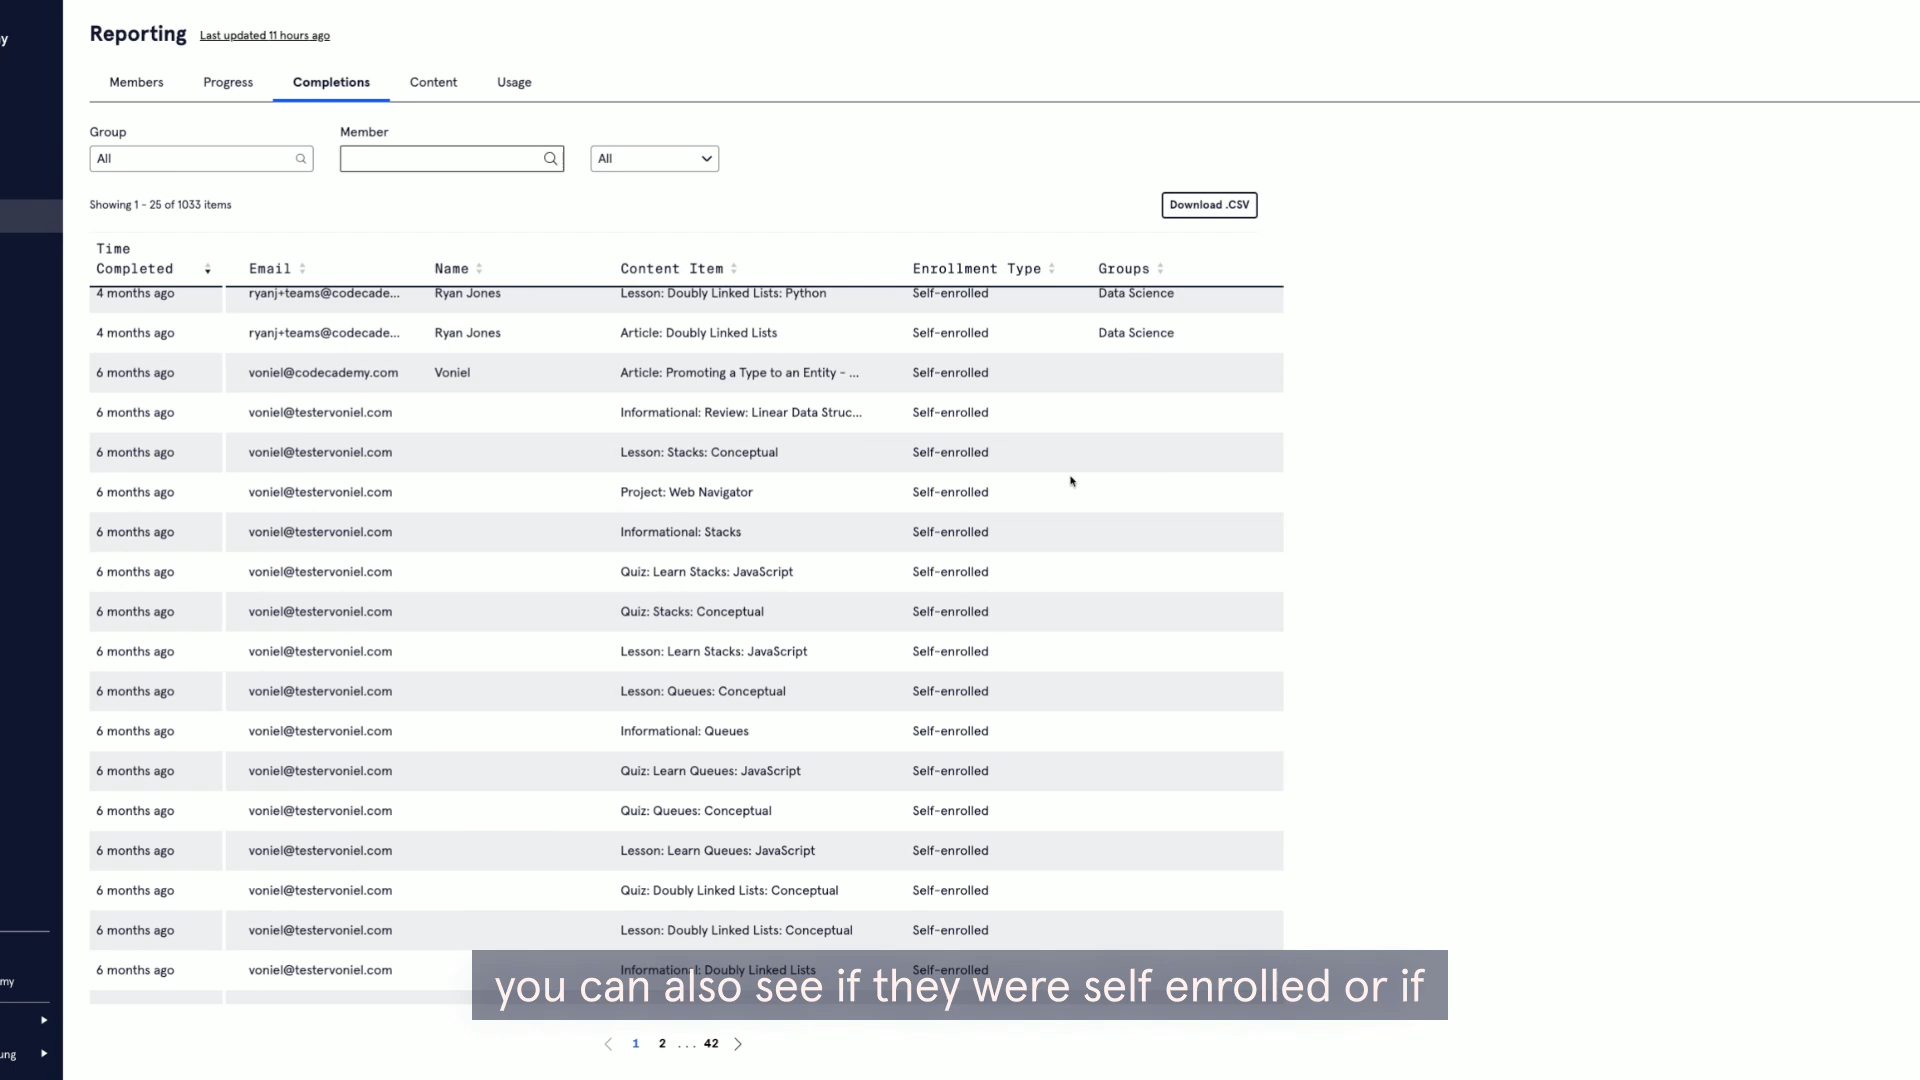 y
Reporting Last updated 11 hours ago
Members Progress Completions Content Usage
Group Member
All All
Showing 1 - 25 of 1033 items Download .CSV
Time
Completed Email Name Content Item Enrollment Type Groups
4 months ago ryanj+teams@codecade... Ryan Jones Lesson: Doubly Linked Lists: Python Self-enrolled Data Science
4 months ago ryanj+teams@codecade... Ryan Jones Article: Doubly Linked Lists Self-enrolled Data Science
6 months ago voniel@codecademy.com Voniel Article: Promoting a Type to an Entity - ... Self-enrolled
6 months ago voniel@testervoniel.com Informational: Review: Linear Data Struc... Self-enrolled
6 months ago voniel@testervoniel.com Lesson: Stacks: Conceptual Self-enrolled
6 months ago voniel@testervoniel.com Project: Web Navigator Self-enrolled
6 months ago voniel@testervoniel.com Informational: Stacks Self-enrolled
6 months ago voniel@testervoniel.com Quiz: Learn Stacks: JavaScript Self-enrolled
6 months ago voniel@testervoniel.com Quiz: Stacks: Conceptual Self-enrolled
6 months ago voniel@testervoniel.com Lesson: Learn Stacks: JavaScript Self-enrolled
6 months ago voniel@testervoniel.com Lesson: Queues: Conceptual Self-enrolled
6 months ago voniel@testervoniel.com Informational: Queues Self-enrolled
6 months ago voniel@testervoniel.com Quiz: Learn Queues: JavaScript Self-enrolled
6 months ago voniel@testervoniel.com Quiz: Queues: Conceptual Self-enrolled
6 months ago voniel@testervoniel.com Lesson: Learn Queues: JavaScript Self-enrolled
6 months ago voniel@testervoniel.com Quiz: Doubly Linked Lists: Conceptual Self-enrolled
6 months ago voniel@testervoniel.com Lesson: Doubly Linked Lists: Conceptual Self-enrolled
6 months ago voniel@testervoniel.com Informational: Doubly Linked Lists Self-enrolled
you can also see if they were self enrolled or if
my
ung
1 2 ... 42